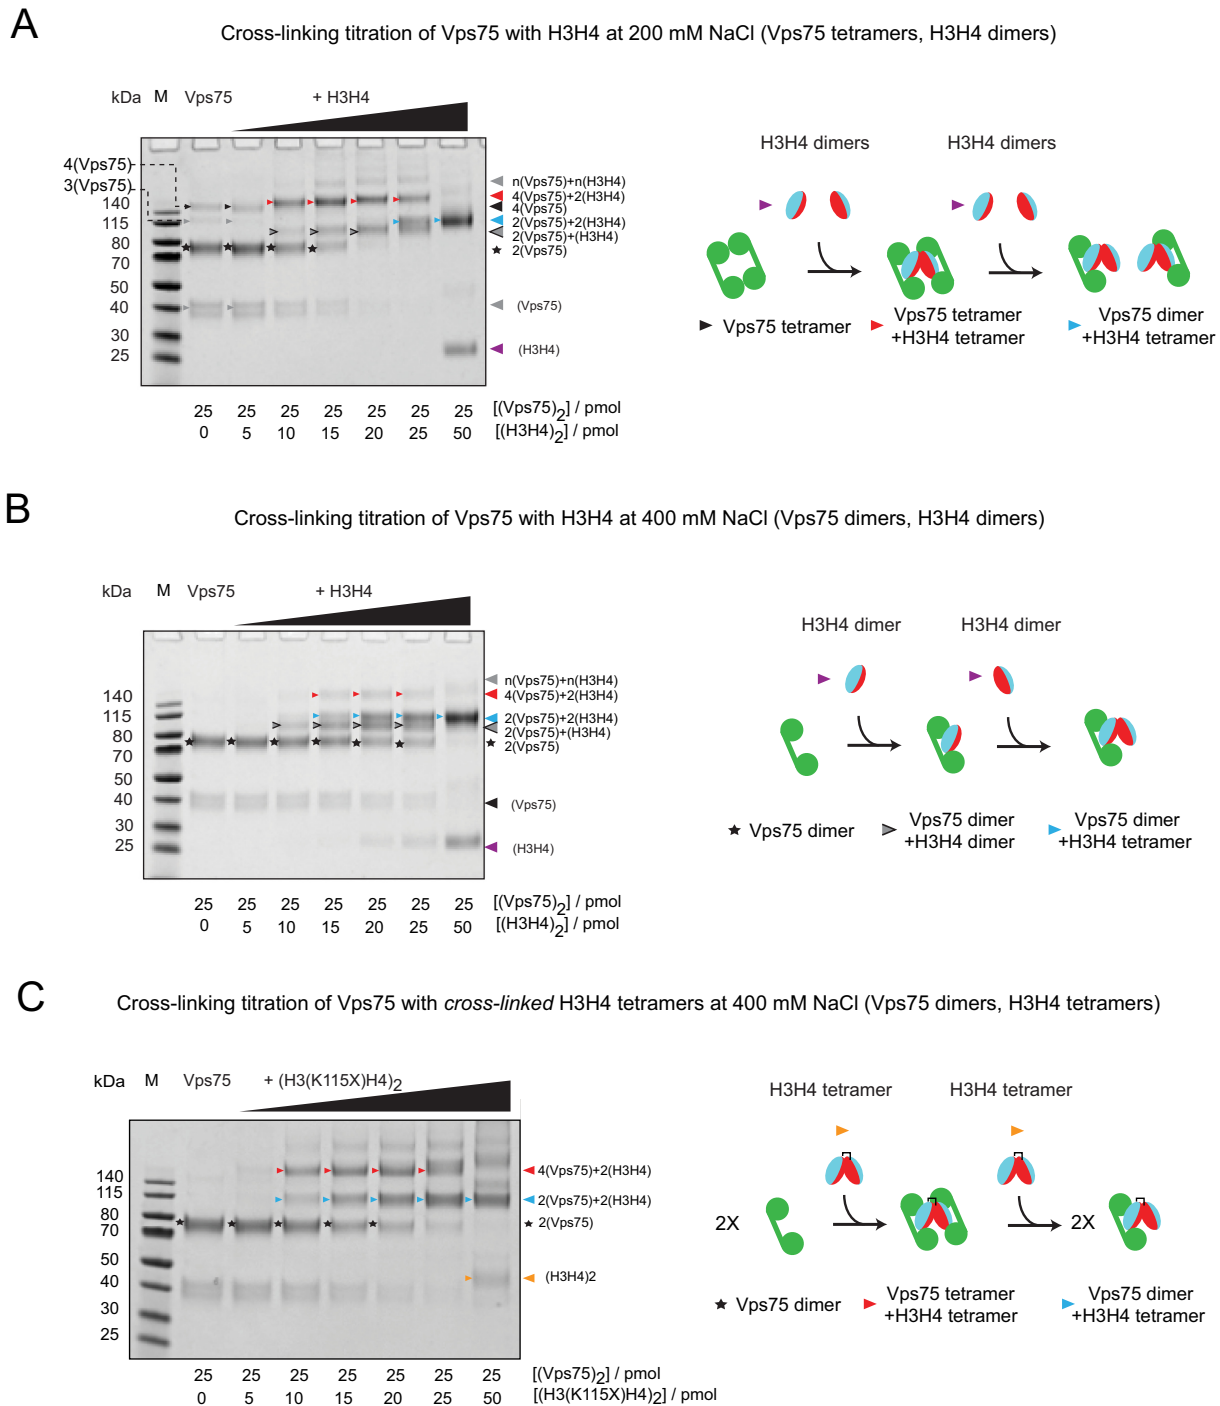 A
Cross-linking titration of Vps75 with H3H4 at 200 mM NaCl (Vps75 tetramers, H3H4 dimers)
kDa M Vps75 + H3H4
4(Vps75)
3(Vps75)
140
115
80
70
50
40
30
25
n(Vps75)+n(H3H4)
4(Vps75)+2(H3H4)
4(Vps75)
2(Vps75)+2(H3H4)
2(Vps75)+(H3H4)
2(Vps75)
(Vps75)
(H3H4)
25 25 25 25 25 25 25 [(Vps75)2] / pmol
0 5 10 15 20 25 50 [(H3H4)2] / pmol
H3H4 dimers H3H4 dimers
Vps75 tetramer
Vps75 tetramer
+H3H4 tetramer
Vps75 dimer
+H3H4 tetramer
B
Cross-linking titration of Vps75 with H3H4 at 400 mM NaCl (Vps75 dimers, H3H4 dimers)
kDa M Vps75 + H3H4
140
115
80
70
50
40
30
25
n(Vps75)+n(H3H4)
4(Vps75)+2(H3H4)
2(Vps75)+2(H3H4)
2(Vps75)+(H3H4)
2(Vps75)
(Vps75)
(H3H4)
25 25 25 25 25 25 25 [(Vps75)2] / pmol
0 5 10 15 20 25 50 [(H3H4)2] / pmol
H3H4 dimer H3H4 dimer
Vps75 dimer
Vps75 dimer
+H3H4 dimer
Vps75 dimer
+H3H4 tetramer
C
Cross-linking titration of Vps75 with cross-linked H3H4 tetramers at 400 mM NaCl (Vps75 dimers, H3H4 tetramers)
kDa M Vps75 + (H3(K115X)H4)2
140
115
80
70
50
40
30
25
4(Vps75)+2(H3H4)
2(Vps75)+2(H3H4)
2(Vps75)
(H3H4)2
25 25 25 25 25 25 25 [(Vps75)2] / pmol
0 5 10 15 20 25 50 [(H3(K115X)H4)2] / pmol
H3H4 tetramer H3H4 tetramer
2X 2X
Vps75 dimer
Vps75 tetramer
+H3H4 tetramer
Vps75 dimer
+H3H4 tetramer